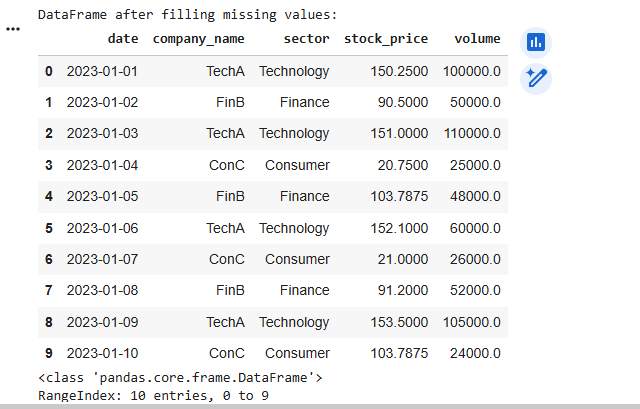 DataFrame after filling missing values:
date company_name sector stock_price volume
0 2023-01-01 TechA Technology 150.2500 100000.0
1 2023-01-02 FinB Finance 90.5000 50000.0
2 2023-01-03 TechA Technology 151.0000 110000.0
3 2023-01-04 ConC Consumer 20.7500 25000.0
4 2023-01-05 FinB Finance 103.7875 48000.0
5 2023-01-06 TechA Technology 152.1000 60000.0
6 2023-01-07 ConC Consumer 21.0000 26000.0
7 2023-01-08 FinB Finance 91.2000 52000.0
8 2023-01-09 TechA Technology 153.5000 105000.0
9 2023-01-10 ConC Consumer 103.7875 24000.0
<class 'pandas.core.frame.DataFrame'>
RangeIndex: 10 entries, 0 to 9